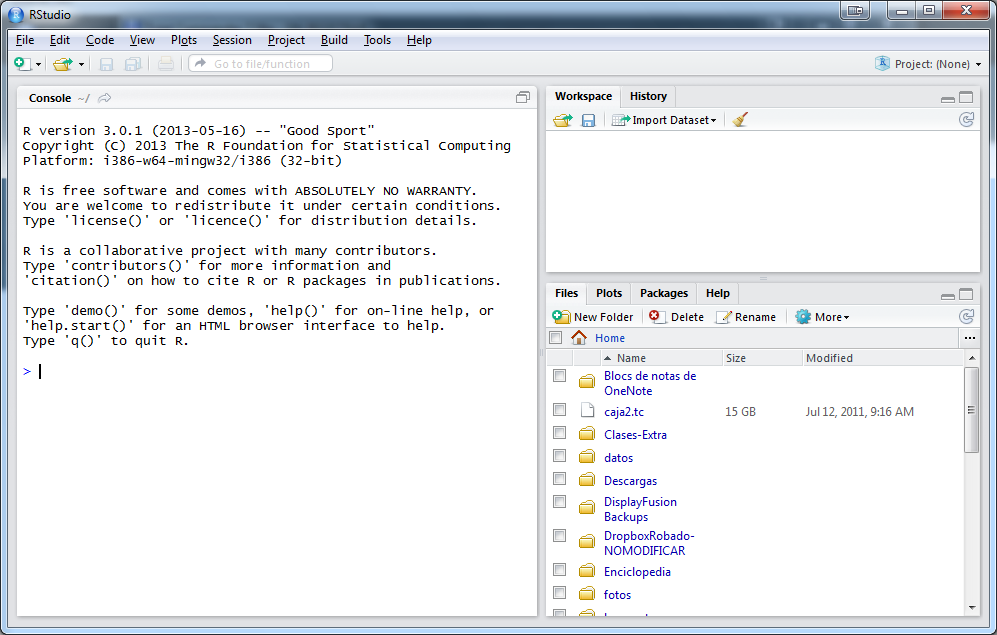 RStudio
File Edit Code View Plots Session Project Build Tools Help
Go to file/function
Project: (None)
Console ~/
R version 3.0.1 (2013-05-16) -- "Good Sport"
Copyright (C) 2013 The R Foundation for Statistical Computing
Platform: i386-w64-mingw32/i386 (32-bit)
R is free software and comes with ABSOLUTELY NO WARRANTY.
You are welcome to redistribute it under certain conditions.
Type 'license()' or 'licence()' for distribution details.
R is a collaborative project with many contributors.
Type 'contributors()' for more information and
'citation()' on how to cite R or R packages in publications.
Type 'demo()' for some demos, 'help()' for on-line help, or
'help.start()' for an HTML browser interface to help.
Type 'q()' to quit R.
>
Workspace History
Import Dataset
Files Plots Packages Help
New Folder Delete Rename More
Home ...
Name Size Modified
Blocs de notas de
OneNote
caja2.tc 15 GB Jul 12, 2011, 9:16 AM
Clases-Extra
datos
Descargas
DisplayFusion
Backups
DropboxRobado-
NOMODIFICAR
Enciclopedia
fotos